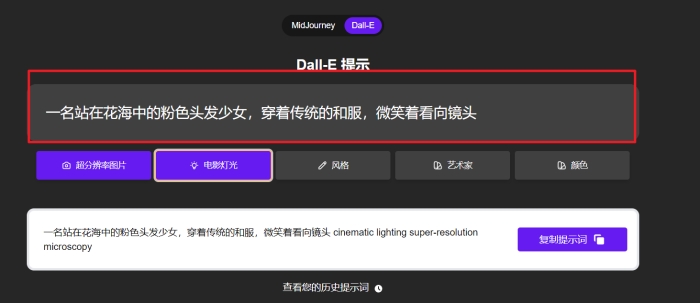 MidJourney Dall-E
Dall-E 提示
一名站在花海中的粉色头发少女，穿着传统的和服，微笑着看向镜头
超分辨率图片 电影灯光 风格 艺术家 颜色
一名站在花海中的粉色头发少女，穿着传统的和服，微笑着看向镜头 cinematic lighting super-resolution
microscopy
复制提示词
查看您的历史提示词